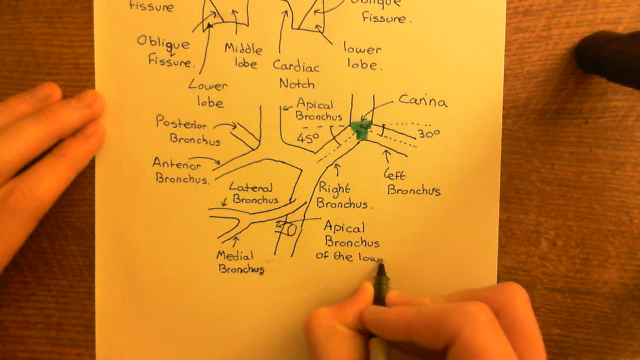 fissure
Oblique
Fissure.
Oblique
Fissure.
Middle
lobe
Cardiac
Notch
lower
lobe.
Lower
lobe
Apical
Bronchus
Carina
Posterior
Bronchus
45°
30°
Anterior
Bronchus.
Left
Bronchus
Lateral
Bronchus
Right
Bronchus.
Apical
Bronchus
of the low
Medial
Bronchus